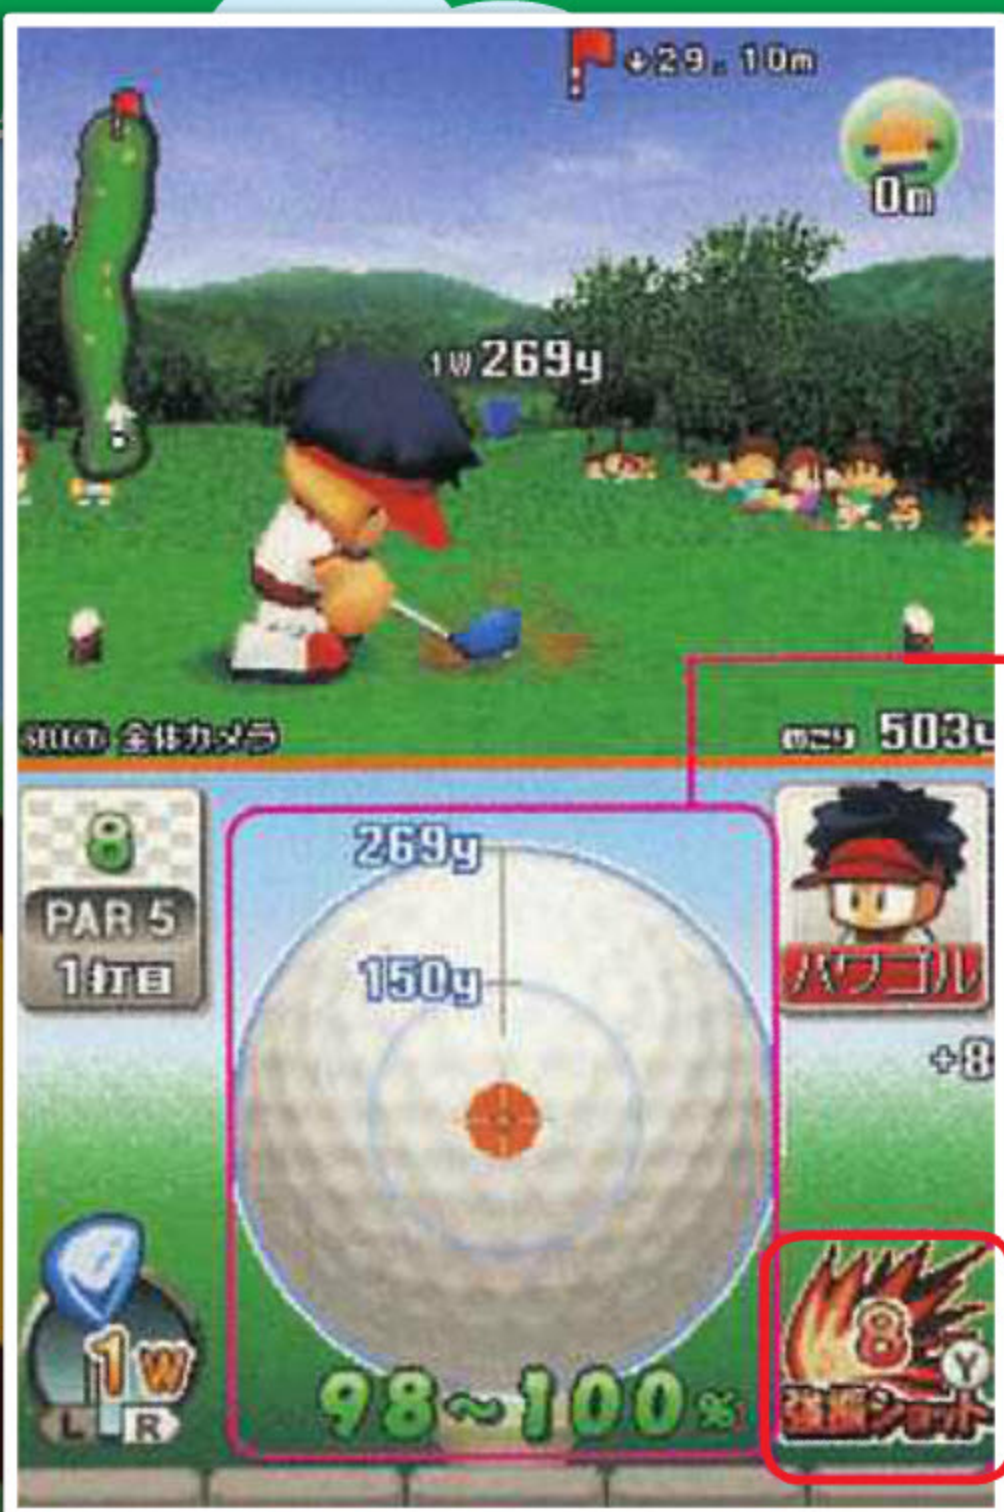 ↓29.10m
0m
1W 269y
SELECT 全体カメラ
のこり 503y
8
PAR 5
1打目
269y
150y
パワゴル
+8
8
Y
強振ショット
1W
L R
98~100%